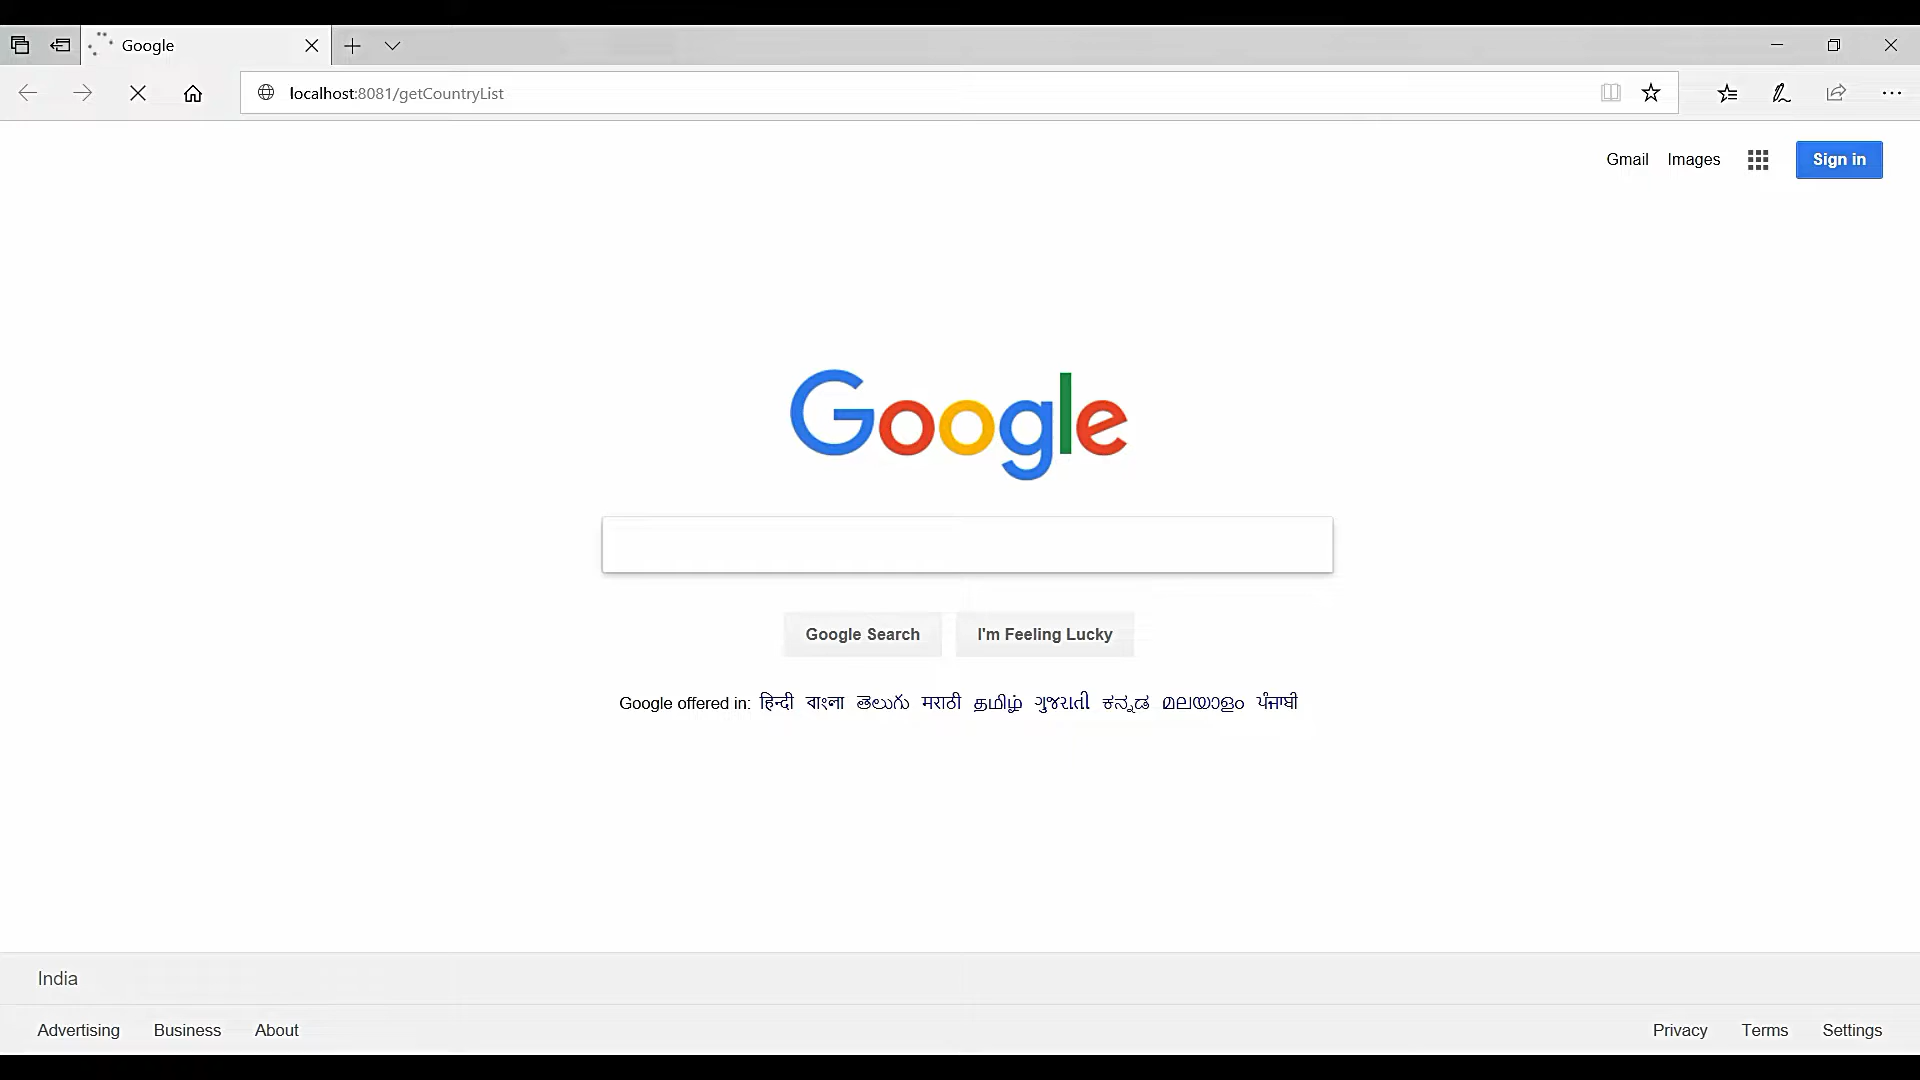 Google
localhost:8081/getCountryList
Gmail Images Sign in
Google
Google Search I'm Feeling Lucky
Google offered in: हिन्दी বাংলা తెలుగు मराठी தமிழ் ગુજરાતી ಕನ್ನಡ മലയാളം ਪੰਜਾਬੀ
India
Advertising Business About Privacy Terms Settings